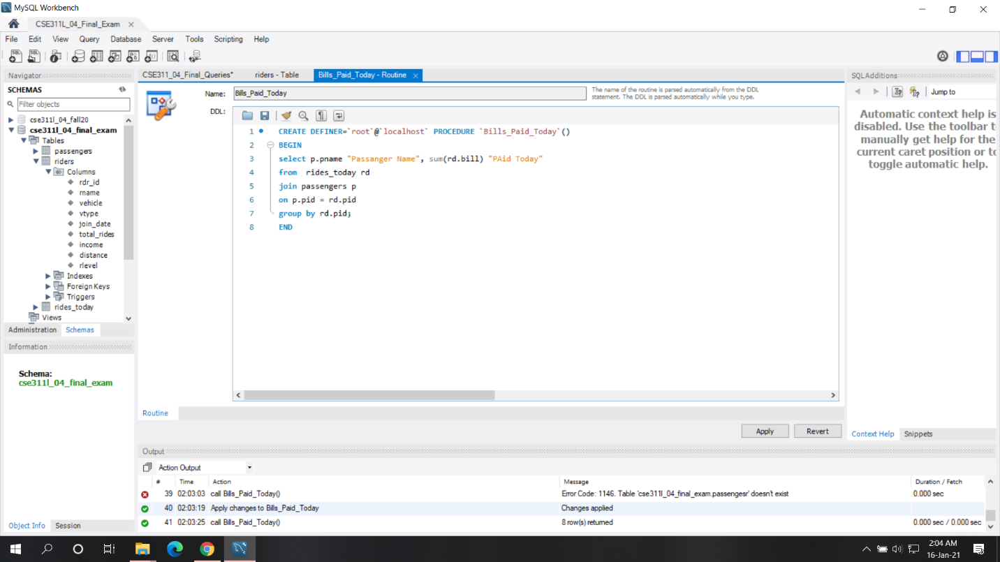 MySQL Workbench
CSE311L_04_Final_Exam
File Edit View Query Database Server Tools Scripting Help
Navigator
SCHEMAS
Filter objects
cse311l_04_fall20
cse311l_04_final_exam
Tables
passengers
riders
Columns
rdr_id
rname
vehicle
vtype
join_date
total_rides
income
distance
rlevel
Indexes
Foreign Keys
Triggers
rides_today
Views
Administration Schemas
Information
Schema:
cse311l_04_final_exam
Object Info Session
CSE311_04_Final_Queries* riders - Table Bills_Paid_Today - Routine
Name: Bills_Paid_Today
The name of the routine is parsed automatically from the DDL
statement. The DDL is parsed automatically while you type.
DDL:
1 CREATE DEFINER=`root`@`localhost` PROCEDURE `Bills_Paid_Today`()
2 BEGIN
3 select p.pname "Passanger Name", sum(rd.bill) "PAid Today"
4 from rides_today rd
5 join passengers p
6 on p.pid = rd.pid
7 group by rd.pid;
8 END
Routine
Apply Revert
SQLAdditions
Jump to
Automatic context help is
disabled. Use the toolbar t
manually get help for the
current caret position or to
toggle automatic help.
Context Help Snippets
Output
Action Output
# Time Action Message Duration / Fetch
39 02:03:03 call Bills_Paid_Today() Error Code: 1146. Table 'cse311l_04_final_exam.passengesr' doesn't exist 0.000 sec
40 02:03:19 Apply changes to Bills_Paid_Today Changes applied
41 02:03:25 call Bills_Paid_Today() 8 row(s) returned 0.000 sec / 0.000 sec
2:04 AM
16-Jan-21